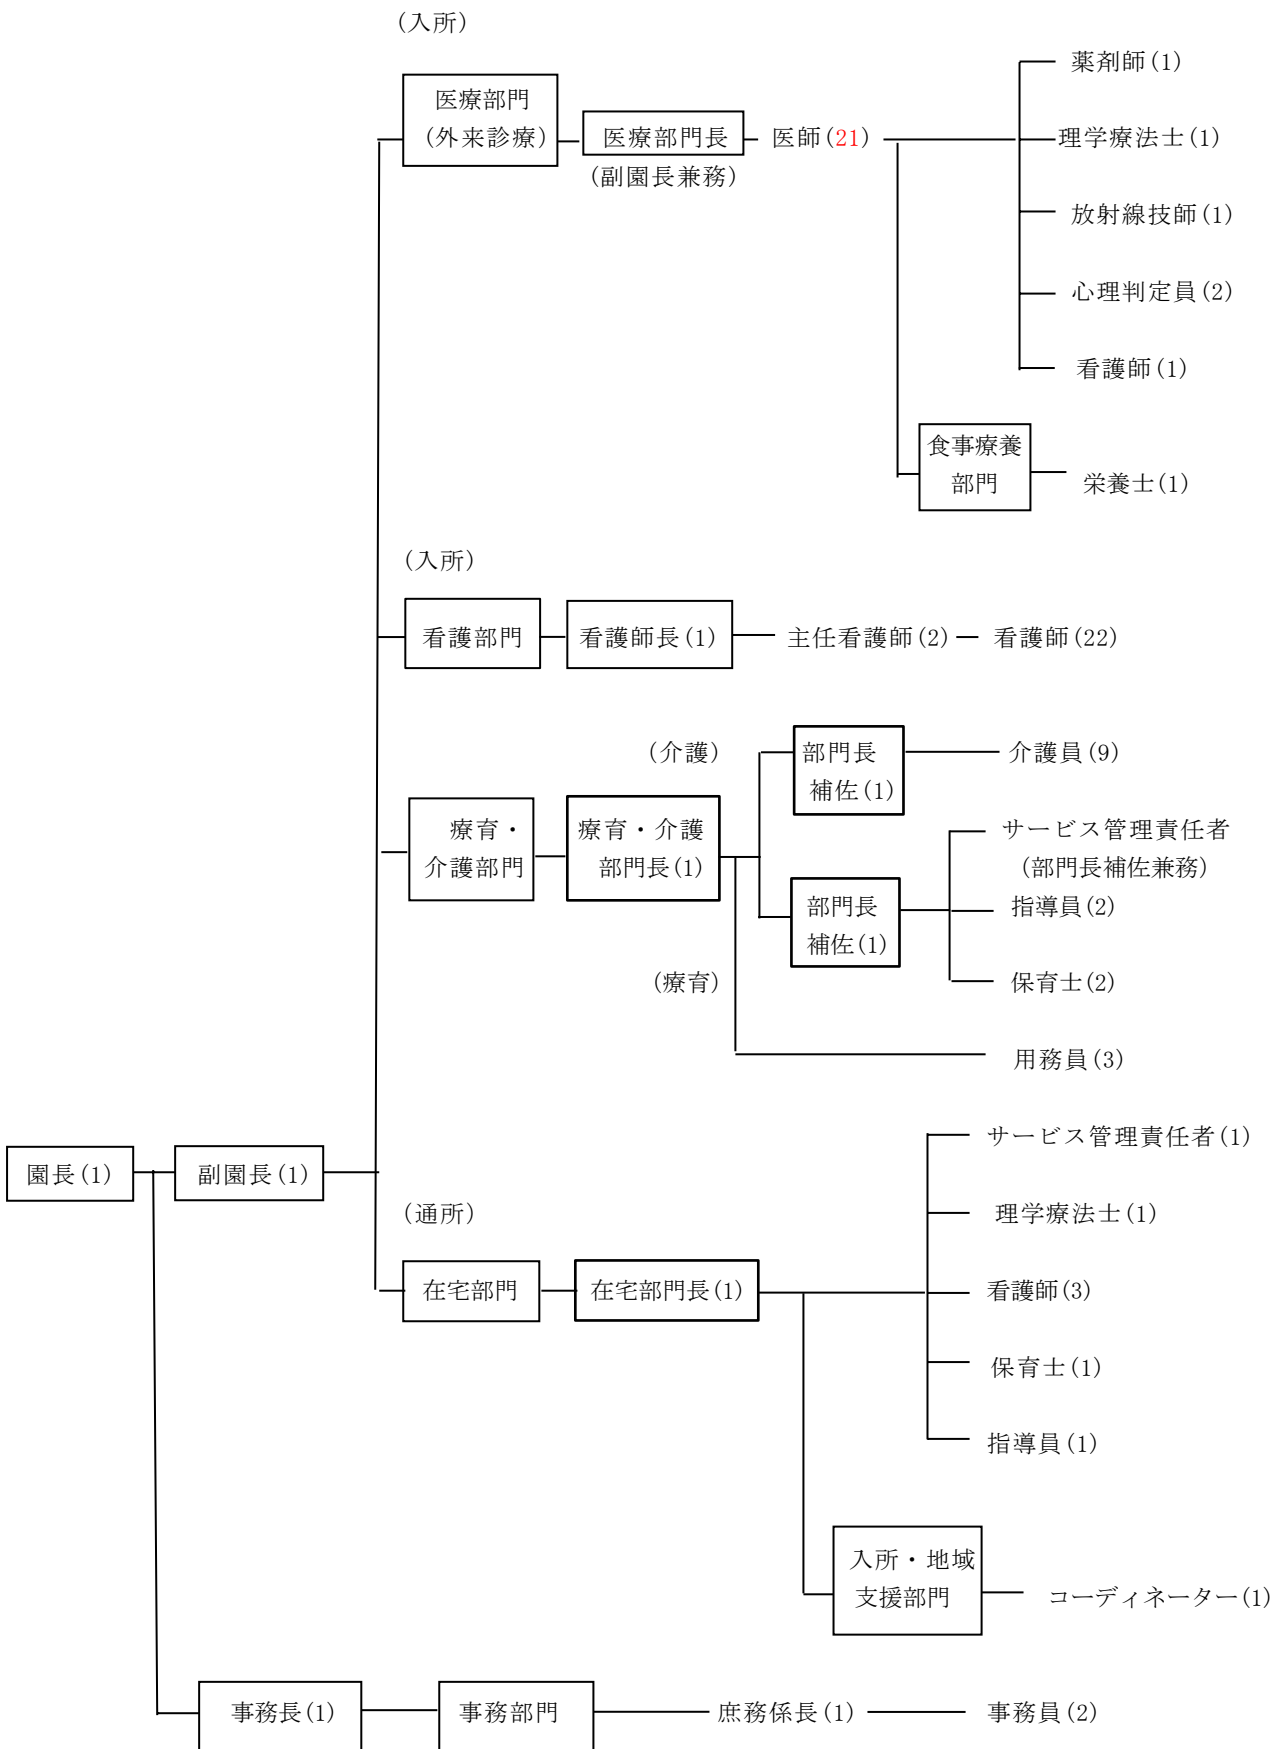 (入所)
医療部門
(外来診療)
医療部門長
(副園長兼務)
医師(21)
薬剤師(1)
理学療法士(1)
放射線技師(1)
心理判定員(2)
看護師(1)
食事療養
部門
栄養士(1)
(入所)
看護部門
看護師長(1)
主任看護師(2)
看護師(22)
療育・
介護部門
療育・介護
部門長(1)
(介護)
部門長
補佐(1)
介護員(9)
(療育)
部門長
補佐(1)
サービス管理責任者
(部門長補佐兼務)
指導員(2)
保育士(2)
用務員(3)
園長(1)
副園長(1)
(通所)
在宅部門
在宅部門長(1)
サービス管理責任者(1)
理学療法士(1)
看護師(3)
保育士(1)
指導員(1)
入所・地域
支援部門
コーディネーター(1)
事務長(1)
事務部門
庶務係長(1)
事務員(2)